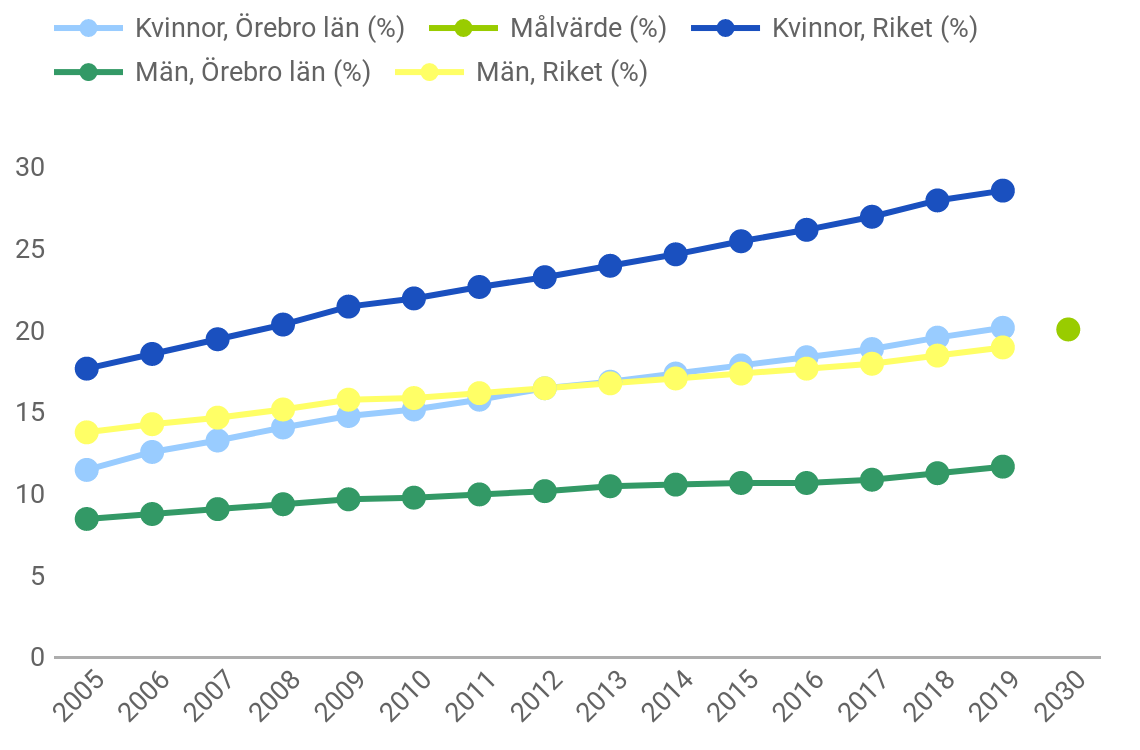 Kvinnor, Örebro län (%) Målvärde (%) Kvinnor, Riket (%)
Män, Örebro län (%) Män, Riket (%)
30
25
20
15
10
5
0
2005 2006 2007 2008 2009 2010 2011 2012 2013 2014 2015 2016 2017 2018 2019 2030